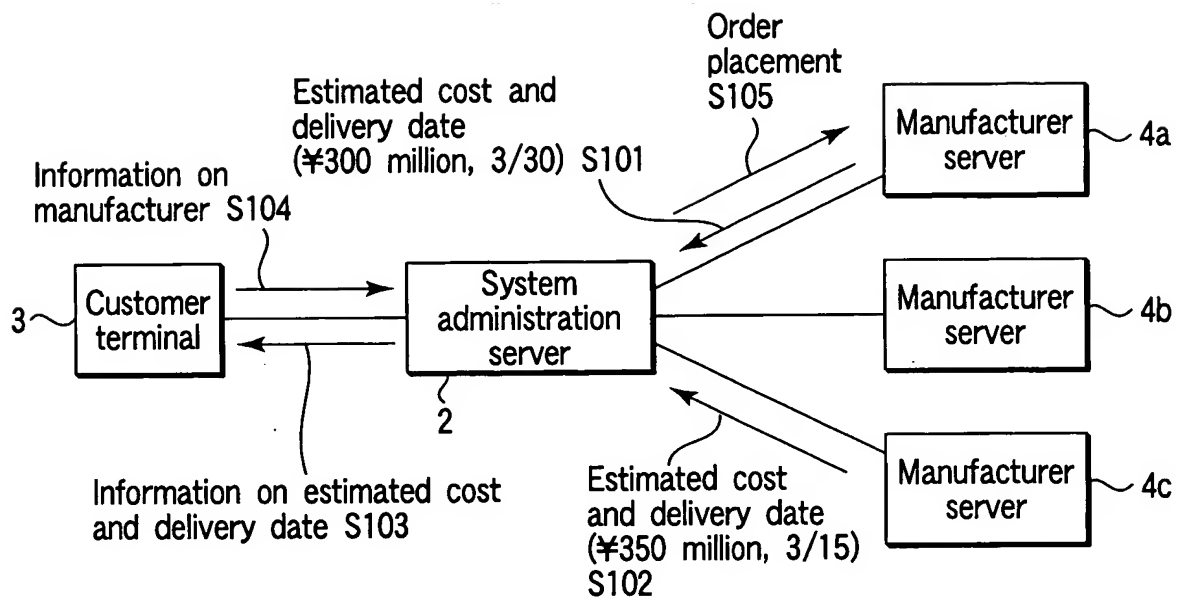 Order
placement
S105
Estimated cost and
delivery date
(¥300 million, 3/30) S101
Manufacturer
server
4a
Information on
manufacturer S104
3
Customer
terminal
System
administration
server
2
Manufacturer
server
4b
Information on estimated cost
and delivery date S103
Estimated cost
and delivery date
(¥350 million, 3/15)
S102
Manufacturer
server
4c